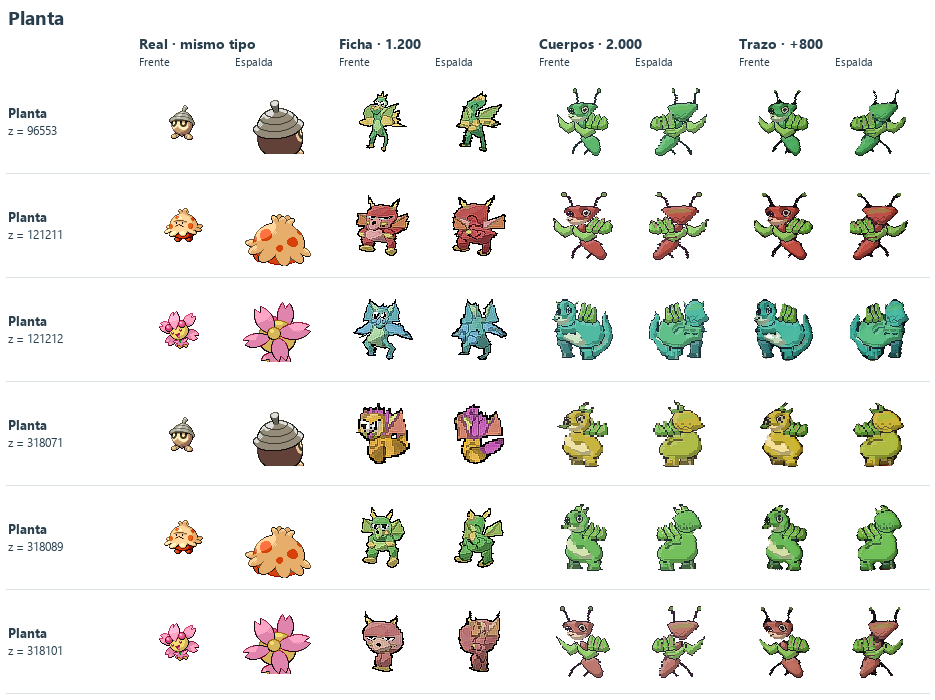 Planta
Real · mismo tipo
Ficha · 1.200
Cuerpos · 2.000
Trazo · +800
Frente
Espalda
Frente
Espalda
Frente
Espalda
Frente
Espalda
Planta
z = 96553
Planta
z = 121211
Planta
z = 121212
Planta
z = 318071
Planta
z = 318089
Planta
z = 318101